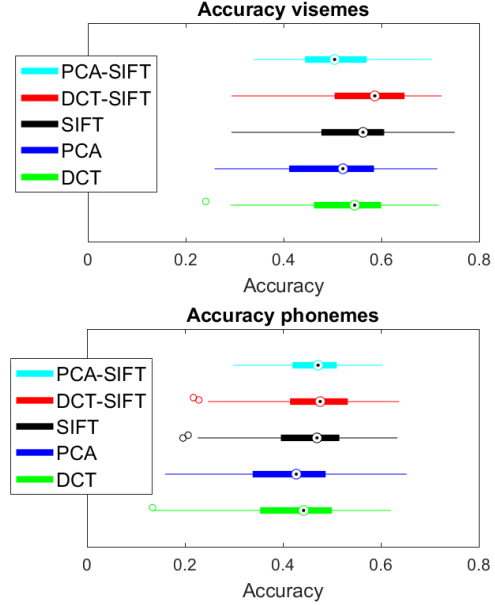 Accuracy visemes
PCA-SIFT
DCT-SIFT
SIFT
PCA
DCT
0 0.2 0.4 0.6 0.8
Accuracy
Accuracy phonemes
PCA-SIFT
DCT-SIFT
SIFT
PCA
DCT
0 0.2 0.4 0.6 0.8
Accuracy